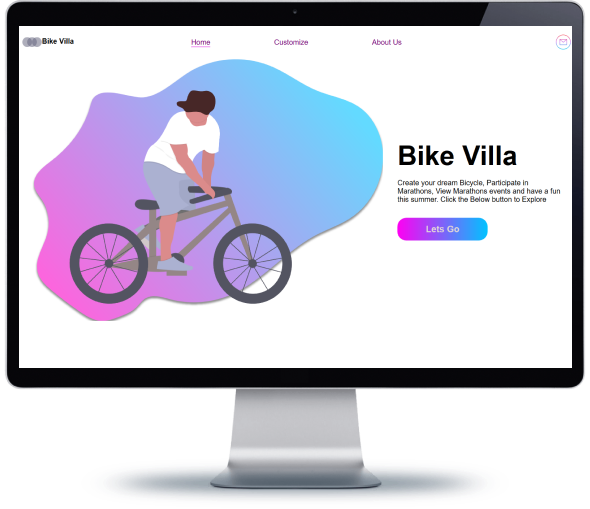 Bike Villa
Home
Customize
About Us
Bike Villa
Create your dream Bicycle, Participate in
Marathons, View Marathons events and have a fun
this summer. Click the Below button to Explore
Lets Go